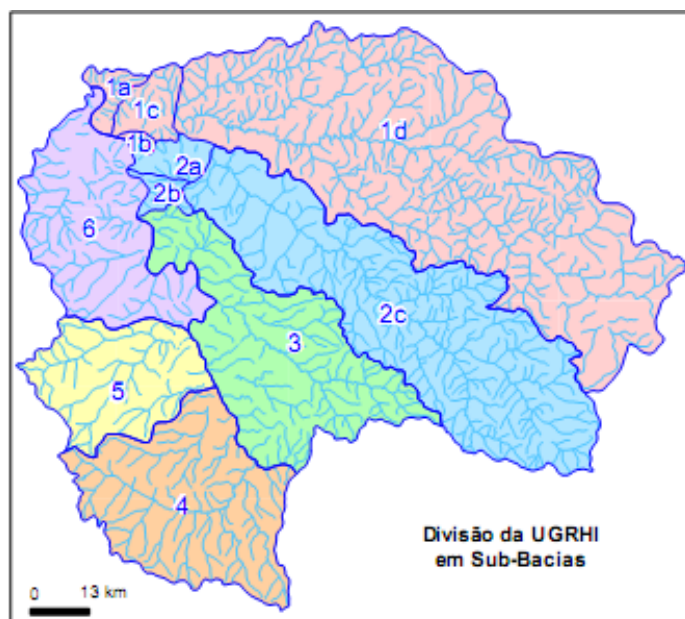 1a
1c
1d
1b
2a
2b
6
2c
3
5
4
Divisão da UGRHI
em Sub-Bacias
0 13 km